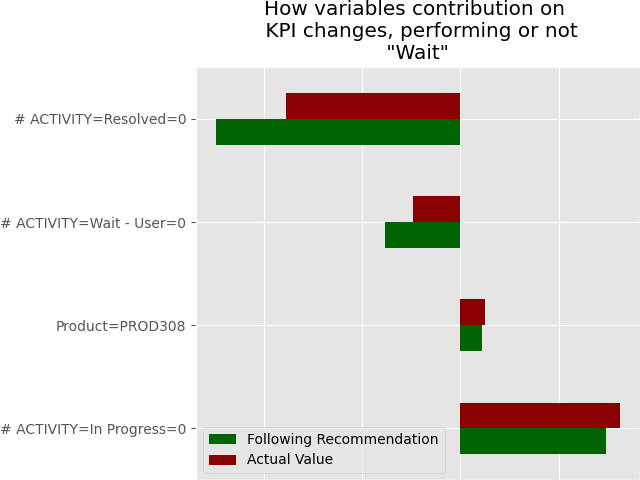 How variables contribution on
KPI changes, performing or not
"Wait"
# ACTIVITY=Resolved=0
# ACTIVITY=Wait - User=0
Product=PROD308
# ACTIVITY=In Progress=0
Following Recommendation
Actual Value